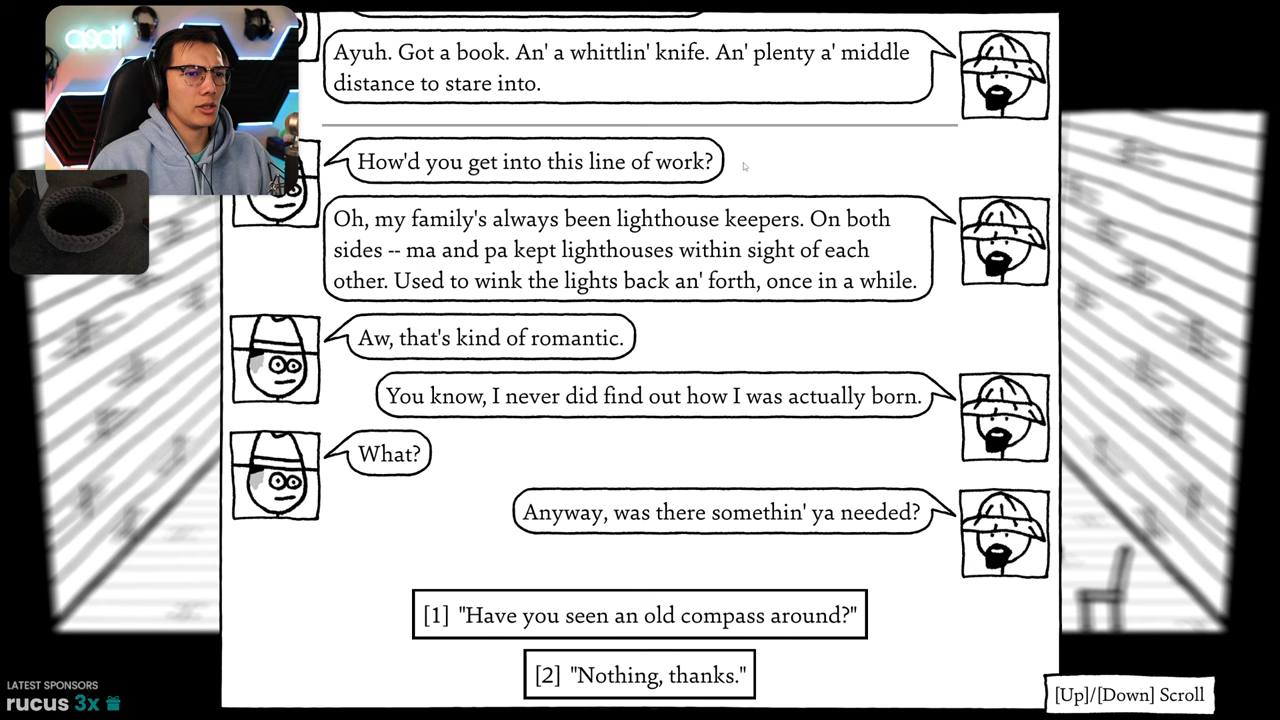 asdf
Ayuh. Got a book. An' a whittlin' knife. An' plenty a' middle
distance to stare into.
How'd you get into this line of work?
Oh, my family's always been lighthouse keepers. On both
sides -- ma and pa kept lighthouses within sight of each
other. Used to wink the lights back an' forth, once in a while.
Aw, that's kind of romantic.
You know, I never did find out how I was actually born.
What?
Anyway, was there somethin' ya needed?
[1] "Have you seen an old compass around?"
[2] "Nothing, thanks."
LATEST SPONSORS
rucus 3x
[Up]/[Down] Scroll